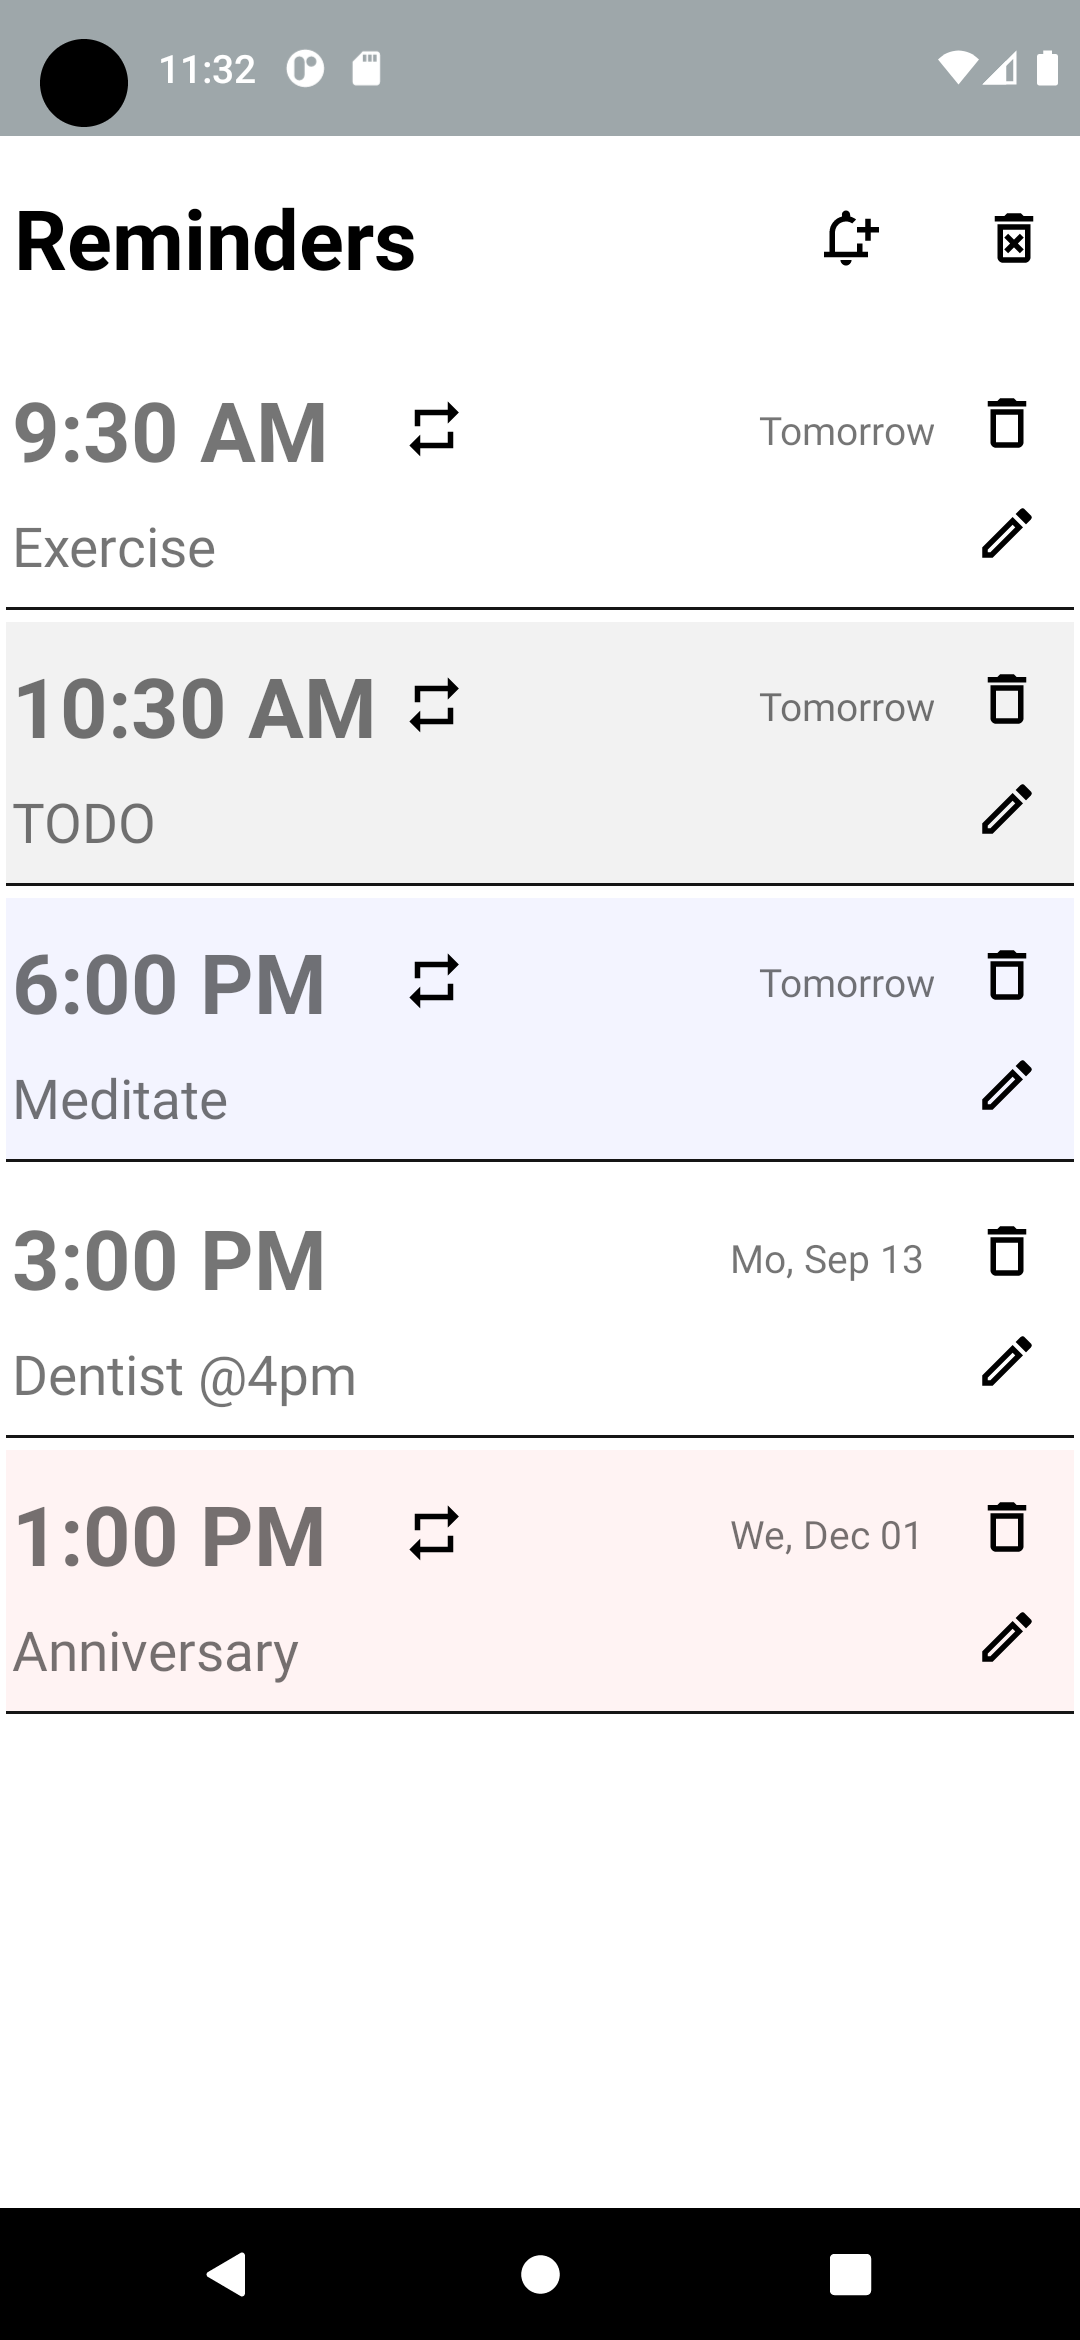 11:32
Reminders
9:30 AM Tomorrow
Exercise
10:30 AM Tomorrow
TODO
6:00 PM Tomorrow
Meditate
3:00 PM Mo, Sep 13
Dentist @4pm
1:00 PM We, Dec 01
Anniversary